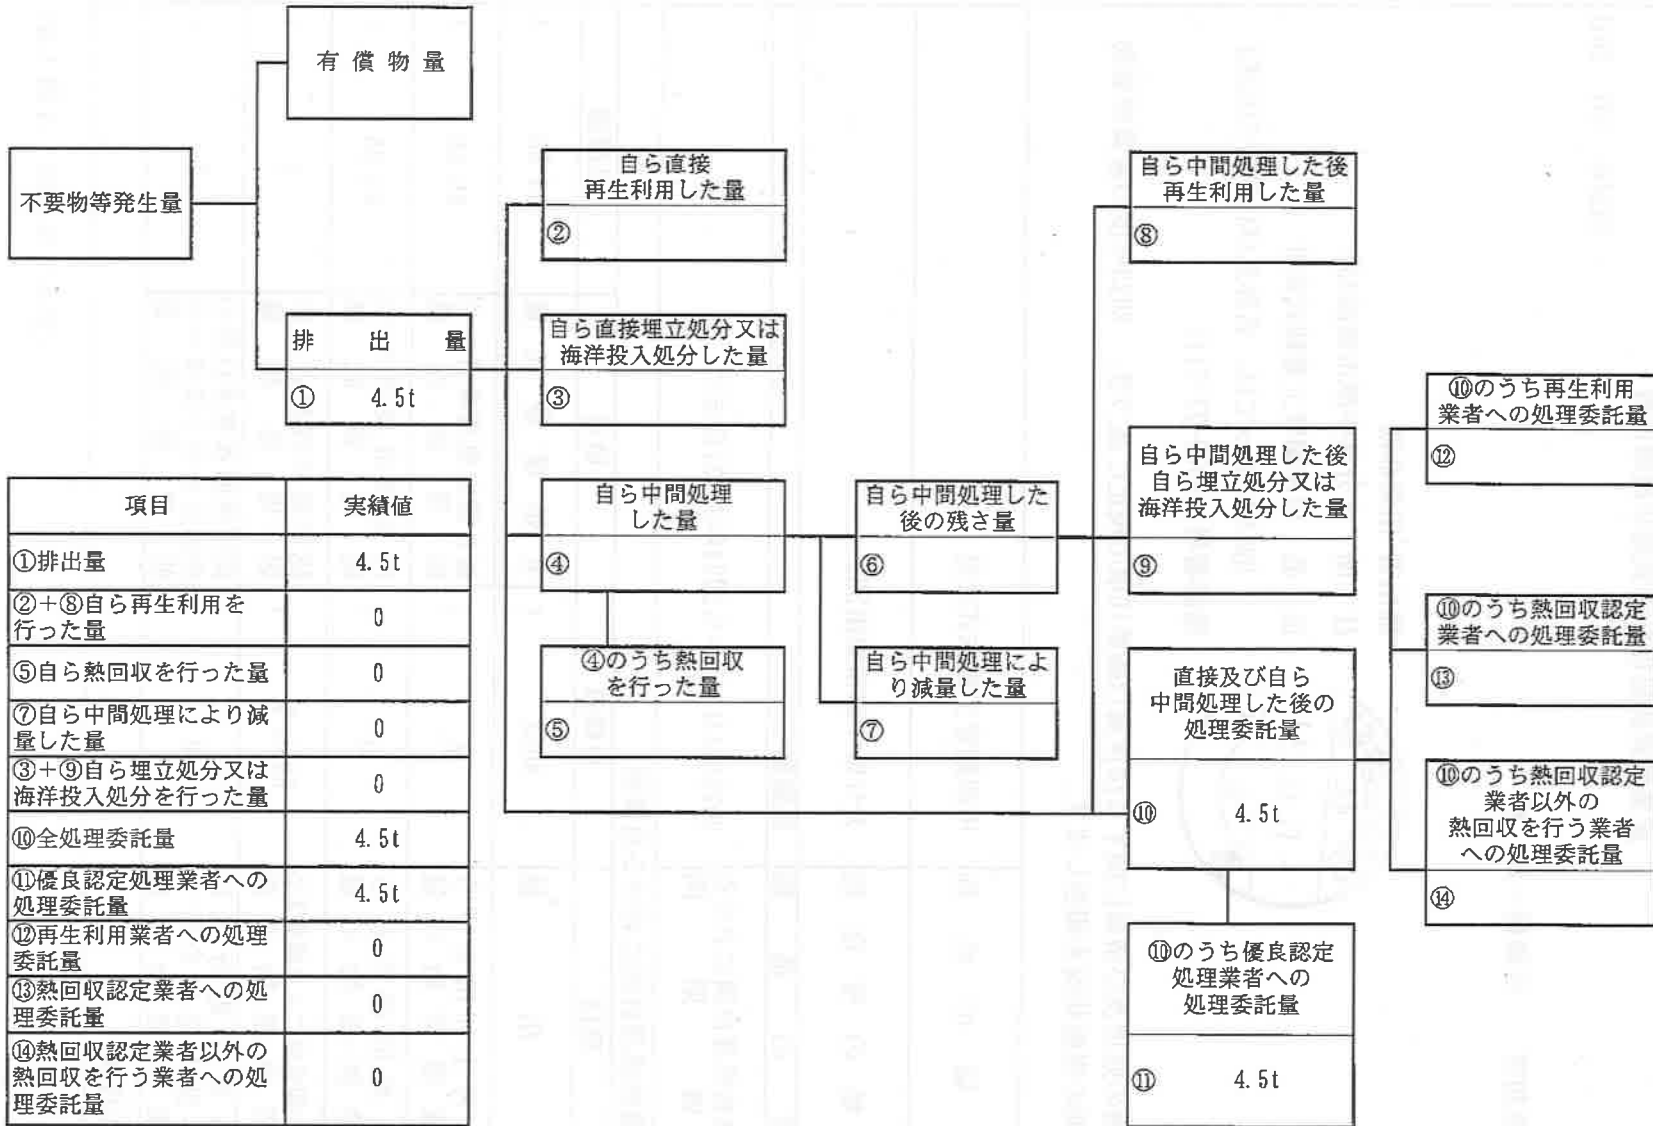 有償物量
不要物等発生量
排出量
① 4.5t
自ら直接
再生利用した量
②
自ら直接埋立処分又は
海洋投入処分した量
③
自ら中間処理
した量
④
④のうち熱回収
を行った量
⑤
自ら中間処理した
後の残さ量
⑥
自ら中間処理によ
り減量した量
⑦
自ら中間処理した後
再生利用した量
⑧
自ら中間処理した後
自ら埋立処分又は
海洋投入処分した量
⑨
直接及び自ら
中間処理した後の
処理委託量
⑩ 4.5t
⑩のうち優良認定
処理業者への
処理委託量
⑪ 4.5t
⑩のうち再生利用
業者への処理委託量
⑫
⑩のうち熱回収認定
業者への処理委託量
⑬
⑩のうち熱回収認定
業者以外の
熱回収を行う業者
への処理委託量
⑭
項目 実績値
①排出量 4.5t
②+⑧自ら再生利用を
行った量 0
⑤自ら熱回収を行った量 0
⑦自ら中間処理により減
量した量 0
③+⑨自ら埋立処分又は
海洋投入処分を行った量 0
⑩全処理委託量 4.5t
⑪優良認定処理業者への
処理委託量 4.5t
⑫再生利用業者への処理
委託量 0
⑬熱回収認定業者への処
理委託量 0
⑭熱回収認定業者以外の
熱回収を行う業者への処
理委託量 0